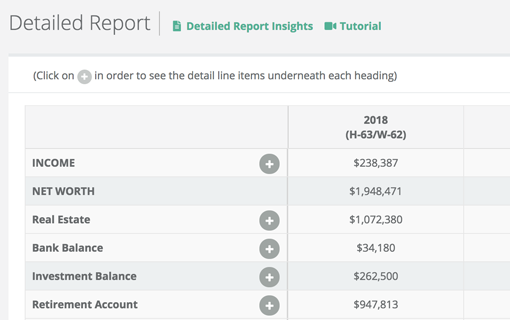 Detailed Report Detailed Report Insights Tutorial
(Click on + in order to see the detail line items underneath each heading)
2018
(H-63/W-62)
INCOME + $238,387
NET WORTH $1,948,471
Real Estate + $1,072,380
Bank Balance + $34,180
Investment Balance + $262,500
Retirement Account + $947,813